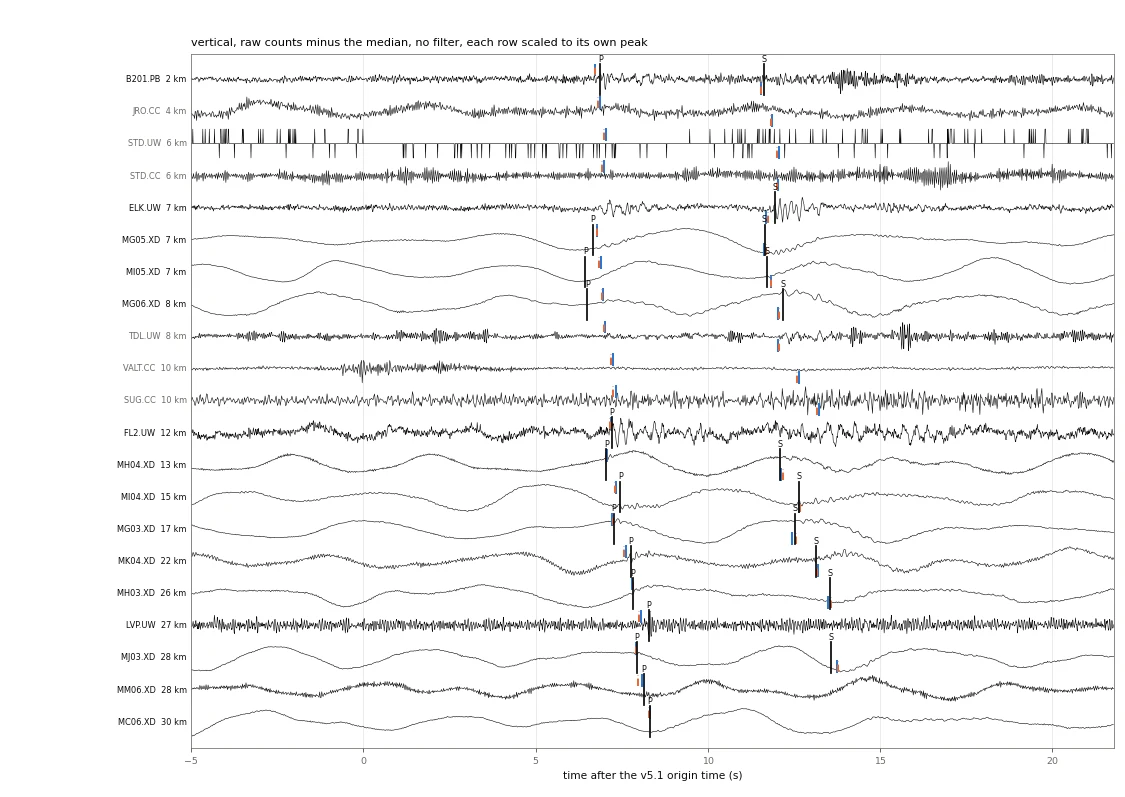 vertical, raw counts minus the median, no filter, each row scaled to its own peak
P S
B201.PB 2 km
JRO.CC 4 km
STD.UW 6 km
STD.CC 6 km
S
ELK.UW 7 km
P S
MG05.XD 7 km
P S
MI05.XD 7 km
P S
MG06.XD 8 km
TDL.UW 8 km
VALT.CC 10 km
SUG.CC 10 km
P
FL2.UW 12 km
P S
MH04.XD 13 km
P S
MI04.XD 15 km
P S
MG03.XD 17 km
P S
MK04.XD 22 km
P S
MH03.XD 26 km
P
LVP.UW 27 km
P S
MJ03.XD 28 km
P
MM06.XD 28 km
P
MC06.XD 30 km
−5 0 5 10 15 20
time after the v5.1 origin time (s)